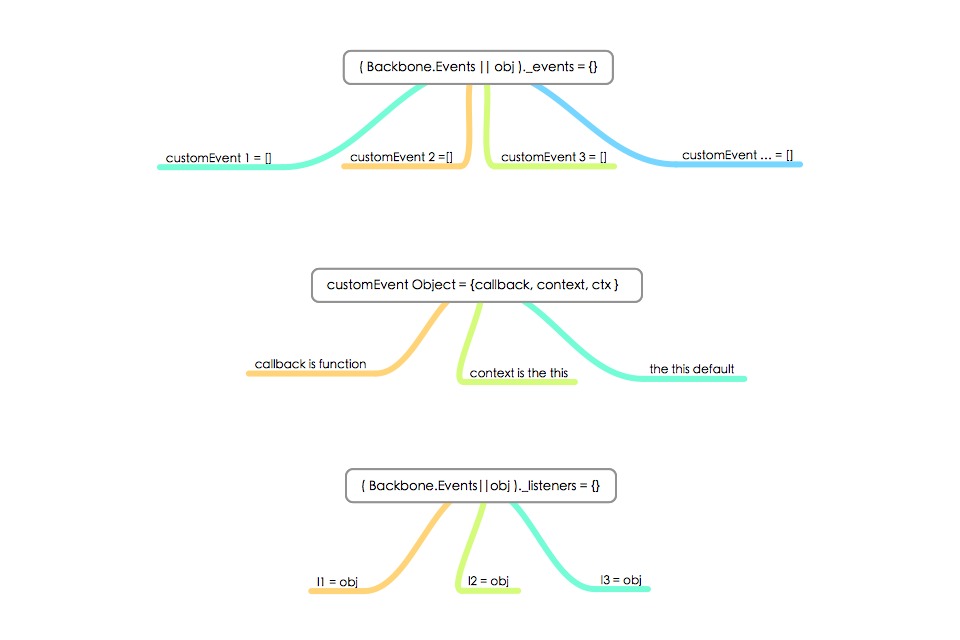 ( Backbone.Events || obj )._events = {}
customEvent 1 = []
customEvent 2 =[]
customEvent 3 = []
customEvent ... = []
customEvent Object = {callback, context, ctx }
callback is function
context is the this
the this default
( Backbone.Events||obj )._listeners = {}
l1 = obj
l2 = obj
l3 = obj